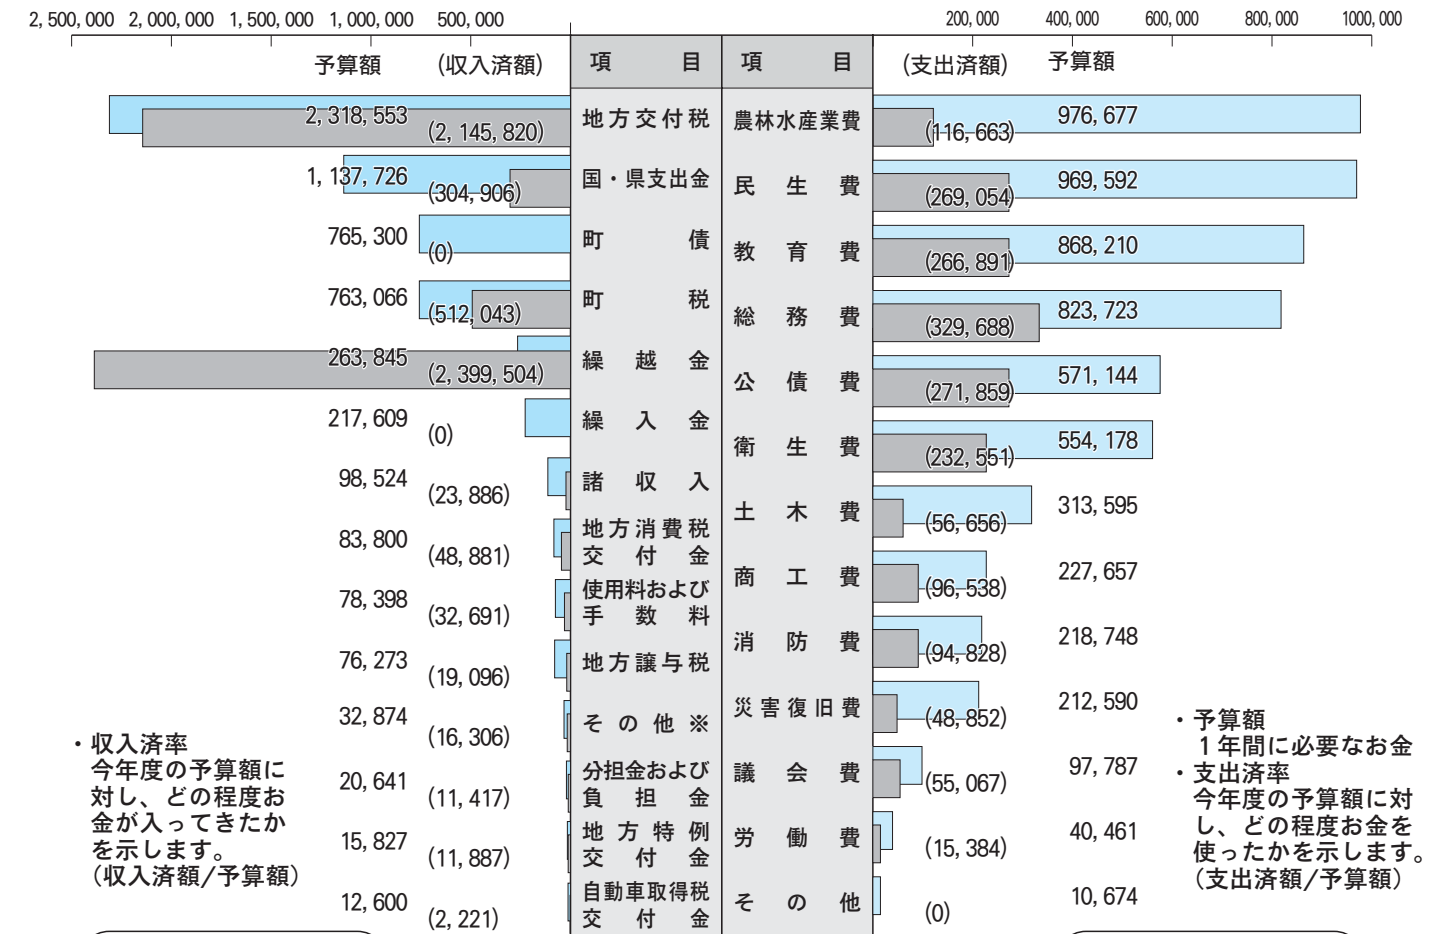 2,500,000 2,000,000 1,500,000 1,000,000 500,000
200,000 400,000 600,000 800,000 1000,000
予算額 (収入済額) 項 目 項 目 (支出済額) 予算額
2,318,553 (2,145,820) 地方交付税
1,137,726 (304,906) 国・県支出金
765,300 (0) 町 債
763,066 (512,043) 町 税
263,845 (2,399,504) 繰越金
217,609 (0) 繰入金
98,524 (23,886) 諸収入
83,800 (48,881) 地方消費税
交付金
78,398 (32,691) 使用料および
手数料
76,273 (19,096) 地方譲与税
32,874 (16,306) その他※
20,641 (11,417) 分担金および
負担金
15,827 (11,887) 地方特例
交付金
12,600 (2,221) 自動車取得税
交付金
農林水産業費 (116,663) 976,677
民生費 (269,054) 969,592
教育費 (266,891) 868,210
総務費 (329,688) 823,723
公債費 (271,859) 571,144
衛生費 (232,551) 554,178
土木費 (56,656) 313,595
商工費 (96,538) 227,657
消防費 (94,828) 218,748
災害復旧費 (48,852) 212,590
議会費 (55,067) 97,787
労働費 (15,384) 40,461
その他 (0) 10,674
・収入済率
今年度の予算額に
対し、どの程度お
金が入ってきたか
を示します。
(収入済額/予算額)
・予算額
1年間に必要なお金
・支出済率
今年度の予算額に対
し、どの程度お金を
使ったかを示します。
(支出済額/予算額)